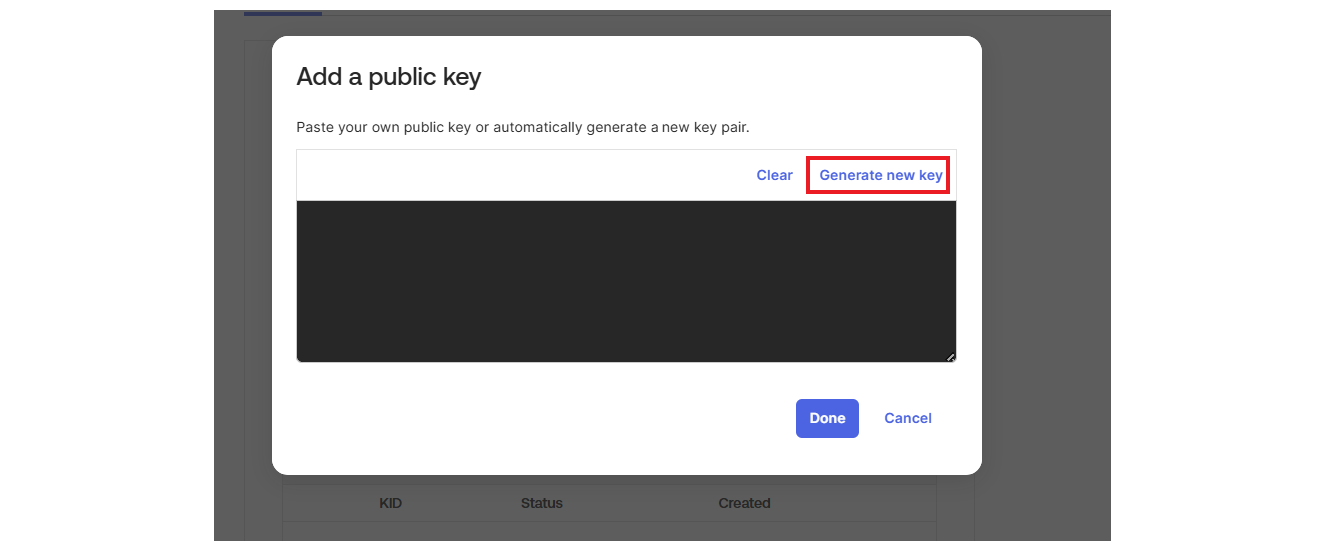 Add a public key
Paste your own public key or automatically generate a new key pair.
Clear Generate new key
Done Cancel
KID Status Created